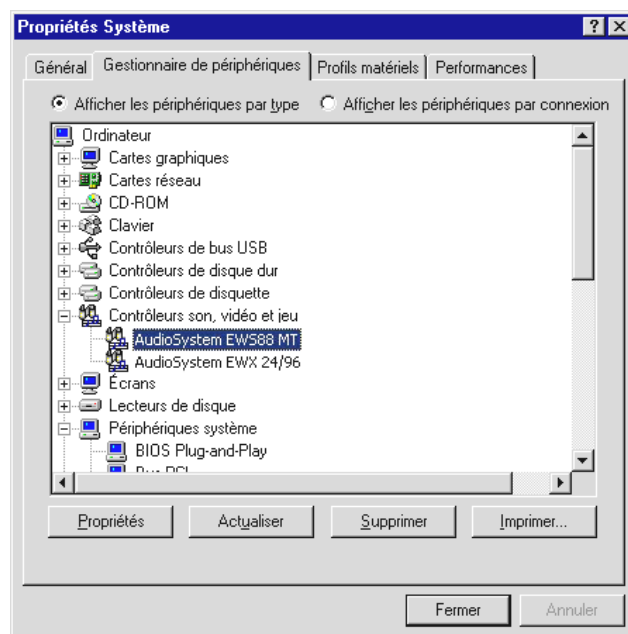 Propriétés Système
Général Gestionnaire de périphériques Profils matériels Performances
Afficher les périphériques par type Afficher les périphériques par connexion
Ordinateur
Cartes graphiques
Cartes réseau
CD-ROM
Clavier
Contrôleurs de bus USB
Contrôleurs de disque dur
Contrôleurs de disquette
Contrôleurs son, vidéo et jeu
AudioSystem EWS88 MT
AudioSystem EWX 24/96
Écrans
Lecteurs de disque
Périphériques système
BIOS Plug-and-Play
Bus PCI
Propriétés Actualiser Supprimer Imprimer...
Fermer Annuler